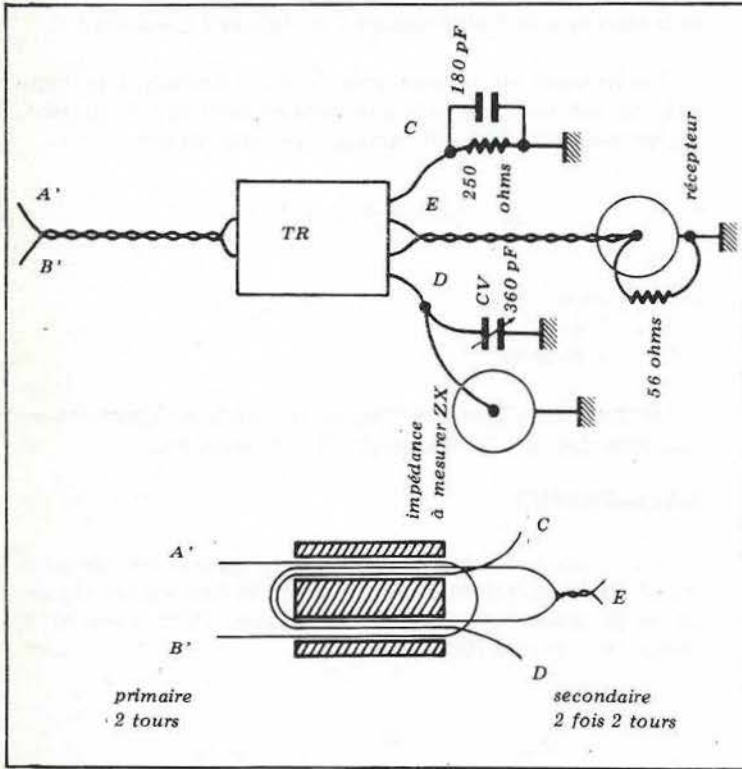 180 pF
C
250
ohms
récepteur
A'
E
TR
B'
D
CV
360 pF
56 ohms
impédance
à mesurer ZX
C
A'
E
B'
D
primaire
2 tours
secondaire
2 fois 2 tours